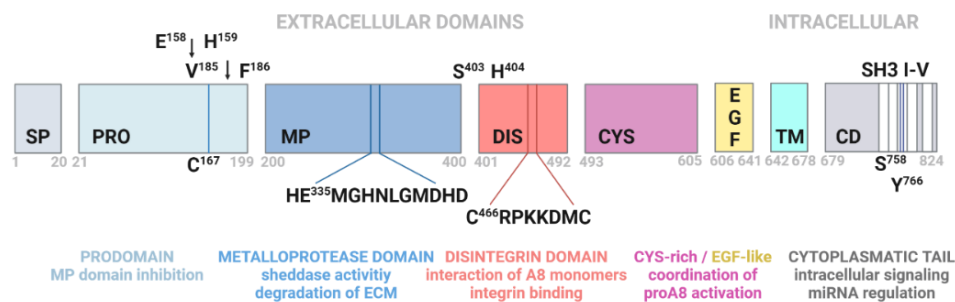 EXTRACELLULAR DOMAINS INTRACELLULAR
E¹⁵⁸ H¹⁵⁹
V¹⁸⁵ F¹⁸⁶ S⁴⁰³ H⁴⁰⁴ SH3 I-V
SP PRO MP DIS CYS E G F TM CD
1 20 21 199 200 400 401 492 493 605 606 641 642 678 679 824
C¹⁶⁷ S⁷⁵⁸
Y⁷⁶⁶
HE³³⁵MGHNLGMDHD
C⁴⁶⁶RPKKDMC
PRODOMAIN METALLOPROTEASE DOMAIN DISINTEGRIN DOMAIN CYS-rich / EGF-like CYTOPLASMATIC TAIL
MP domain inhibition sheddase activitiy interaction of A8 monomers coordination of intracellular signaling
degradation of ECM integrin binding proA8 activation miRNA regulation